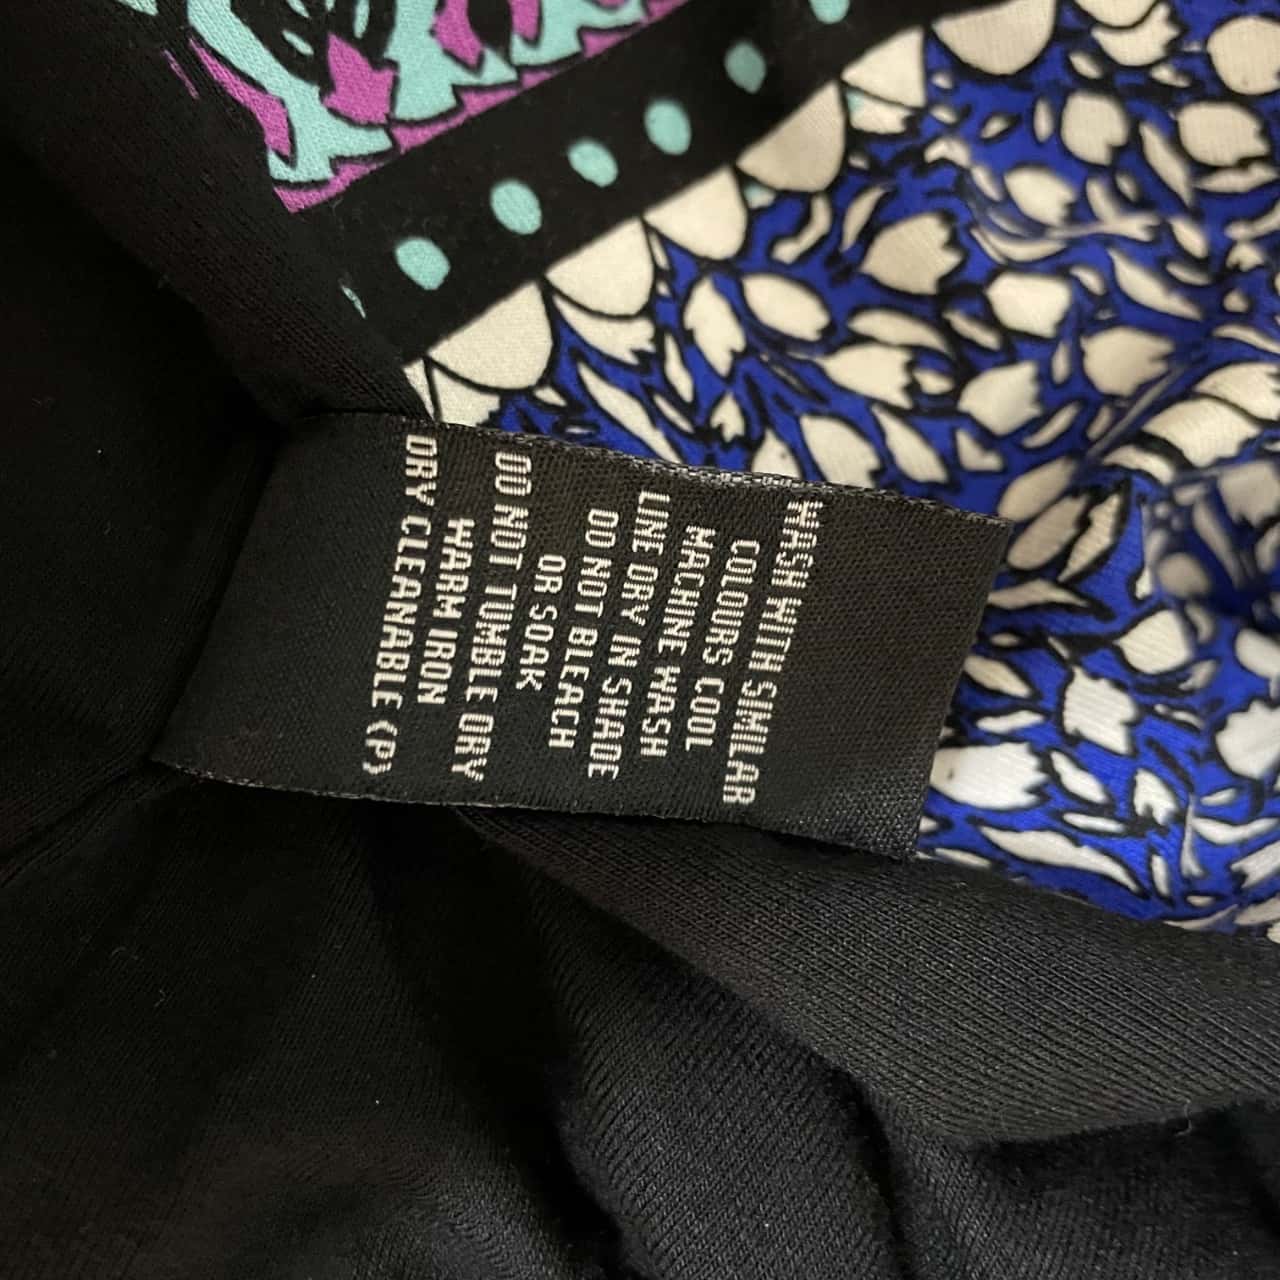 WASH WITH SIMILAR
COLOURS COOL
MACHINE WASH
LINE DRY IN SHADE
DO NOT BLEACH
OR SOAK
DO NOT TUMBLE DRY
WARM IRON
DRY CLEANABLE (P)